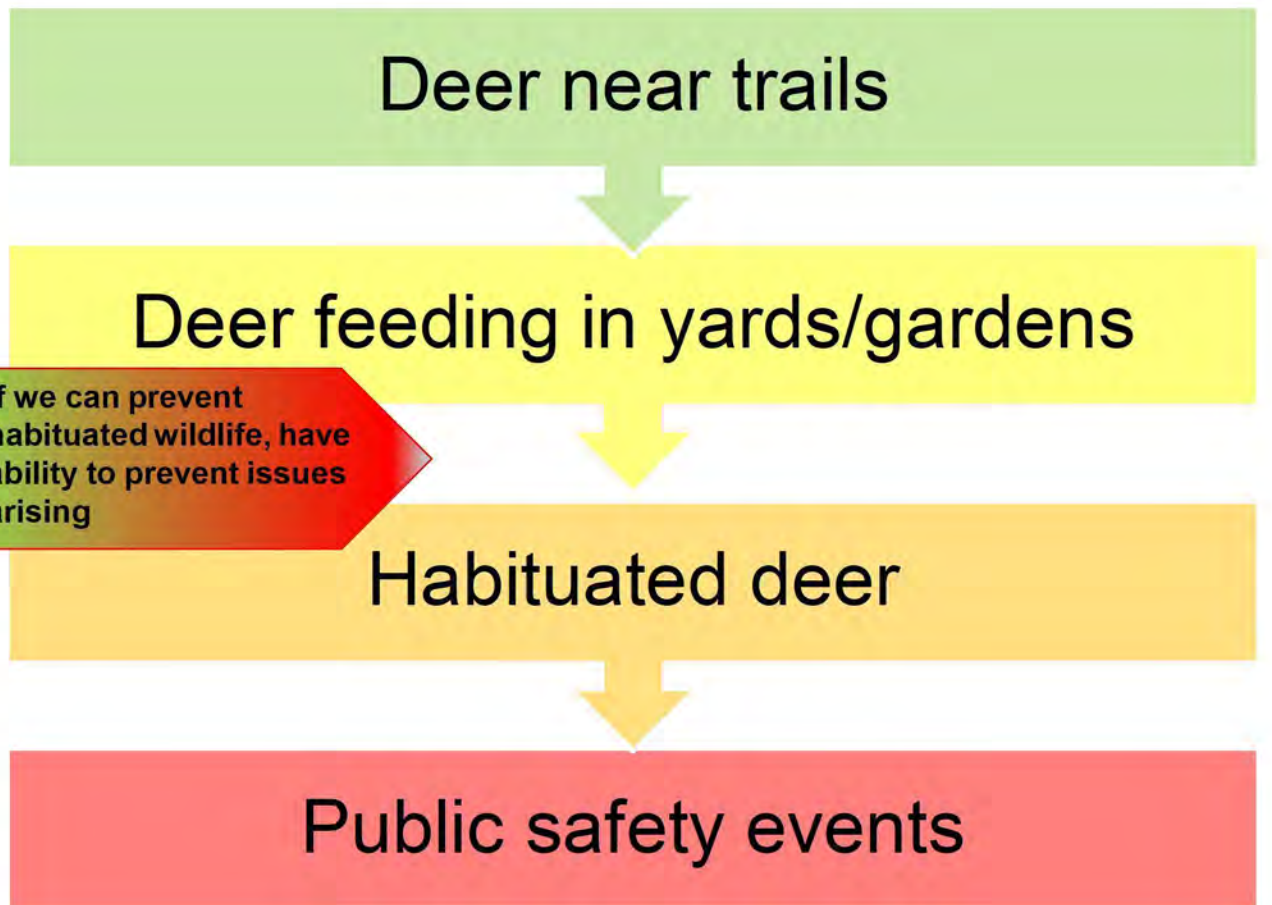 Deer near trails
Deer feeding in yards/gardens
f we can prevent
habituated wildlife, have
ability to prevent issues
arising
Habituated deer
Public safety events